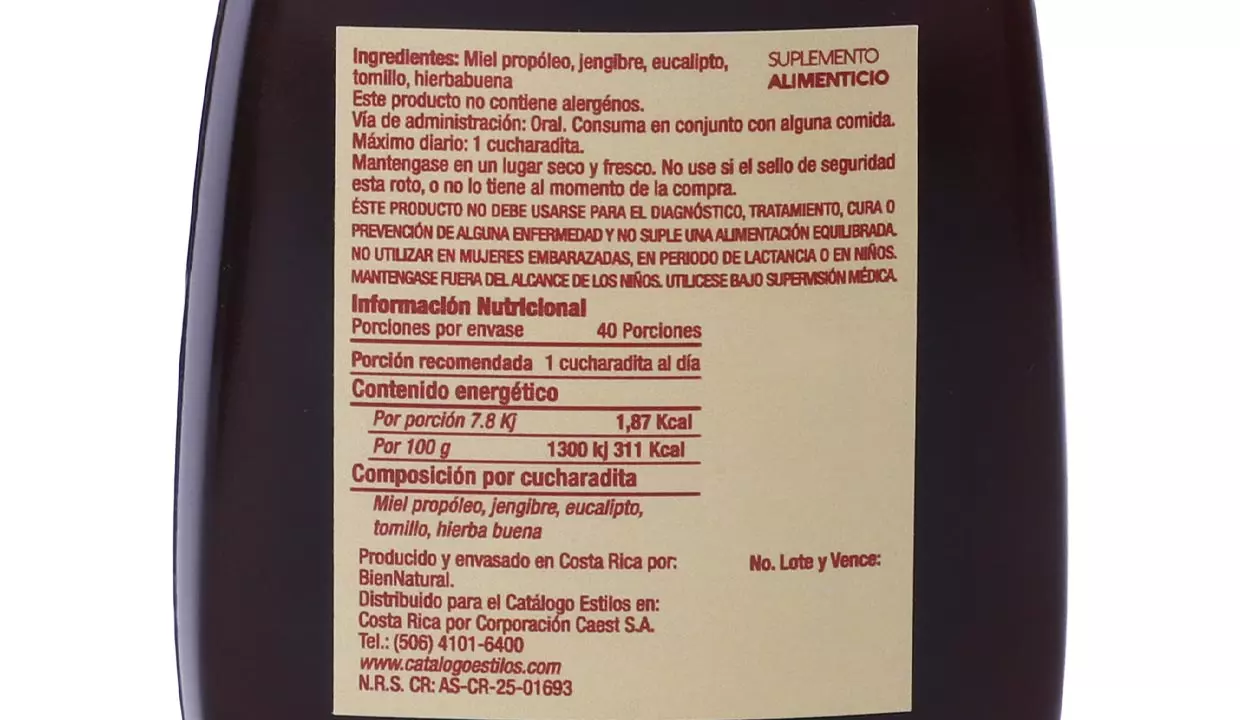 Ingredientes: Miel propóleo, jengibre, eucalipto,
tomillo, hierbabuena
SUPLEMENTO
ALIMENTICIO
Este producto no contiene alergénos.
Vía de administración: Oral. Consuma en conjunto con alguna comida.
Máximo diario: 1 cucharadita.
Mantengase en un lugar seco y fresco. No use si el sello de seguridad
esta roto, o no lo tiene al momento de la compra.
ÉSTE PRODUCTO NO DEBE USARSE PARA EL DIAGNÓSTICO, TRATAMIENTO, CURA O
PREVENCIÓN DE ALGUNA ENFERMEDAD Y NO SUPLE UNA ALIMENTACIÓN EQUILIBRADA.
NO UTILIZAR EN MUJERES EMBARAZADAS, EN PERIODO DE LACTANCIA O EN NIÑOS.
MANTENGASE FUERA DEL ALCANCE DE LOS NIÑOS. UTILICESE BAJO SUPERVISIÓN MÉDICA.
Información Nutricional
Porciones por envase 40 Porciones
Porción recomendada 1 cucharadita al día
Contenido energético
Por porción 7.8 Kj 1,87 Kcal
Por 100 g 1300 kj 311 Kcal
Composición por cucharadita
Miel propóleo, jengibre, eucalipto,
tomillo, hierba buena
Producido y envasado en Costa Rica por:
BienNatural.
No. Lote y Vence:
Distribuido para el Catálogo Estilos en:
Costa Rica por Corporación Caest S.A.
Tel.: (506) 4101-6400
www.catalogoestilos.com
N.R.S. CR: AS-CR-25-01693